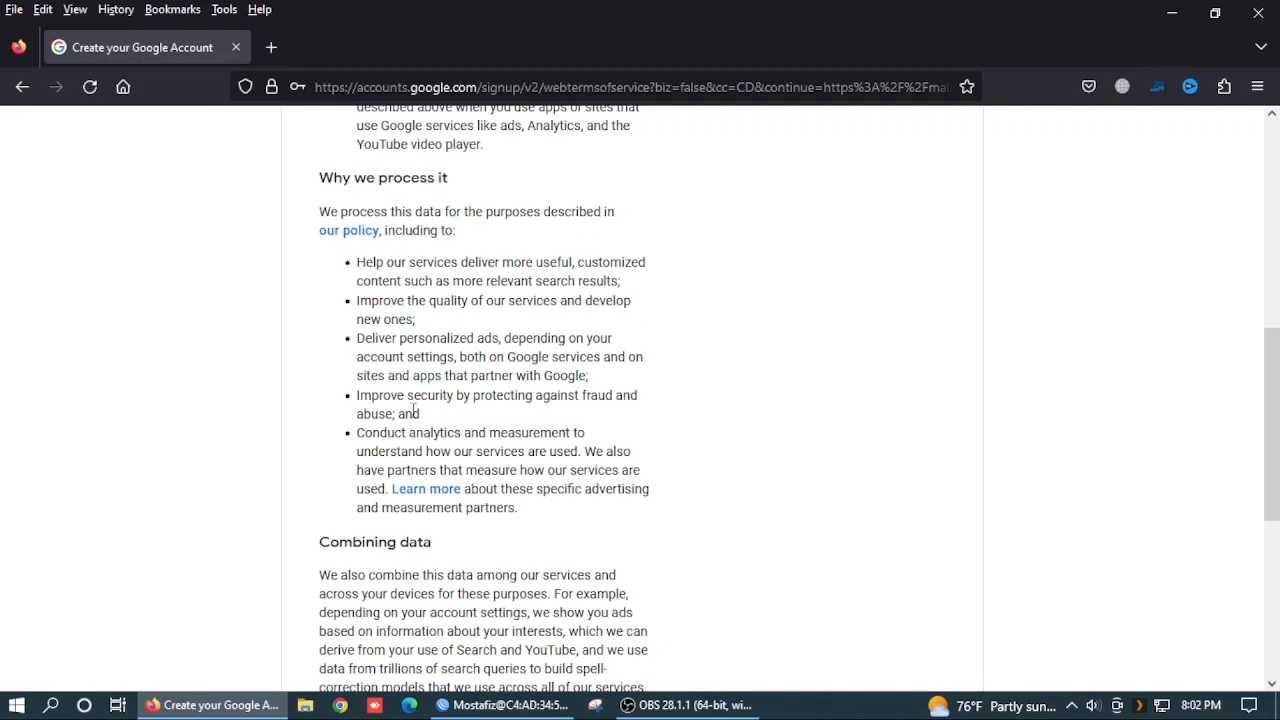 File Edit View History Bookmarks Tools Help
Create your Google Account
https://accounts.google.com/signup/v2/webtermsofservice?biz=false&cc=CD&continue=https%3A%2F%2Fmai
described above when you use apps or sites that
use Google services like ads, Analytics, and the
YouTube video player.
Why we process it
We process this data for the purposes described in
our policy, including to:
• Help our services deliver more useful, customized
content such as more relevant search results;
• Improve the quality of our services and develop
new ones;
• Deliver personalized ads, depending on your
account settings, both on Google services and on
sites and apps that partner with Google;
• Improve security by protecting against fraud and
abuse; and
• Conduct analytics and measurement to
understand how our services are used. We also
have partners that measure how our services are
used. Learn more about these specific advertising
and measurement partners.
Combining data
We also combine this data among our services and
across your devices for these purposes. For example,
depending on your account settings, we show you ads
based on information about your interests, which we can
derive from your use of Search and YouTube, and we use
data from trillions of search queries to build spell-
correction models that we use across all of our services.
Create your Google A... Mostafiz@C4:AD:34:5... OBS 28.1.1 (64-bit, wi... 76°F Partly sun... 8:02 PM